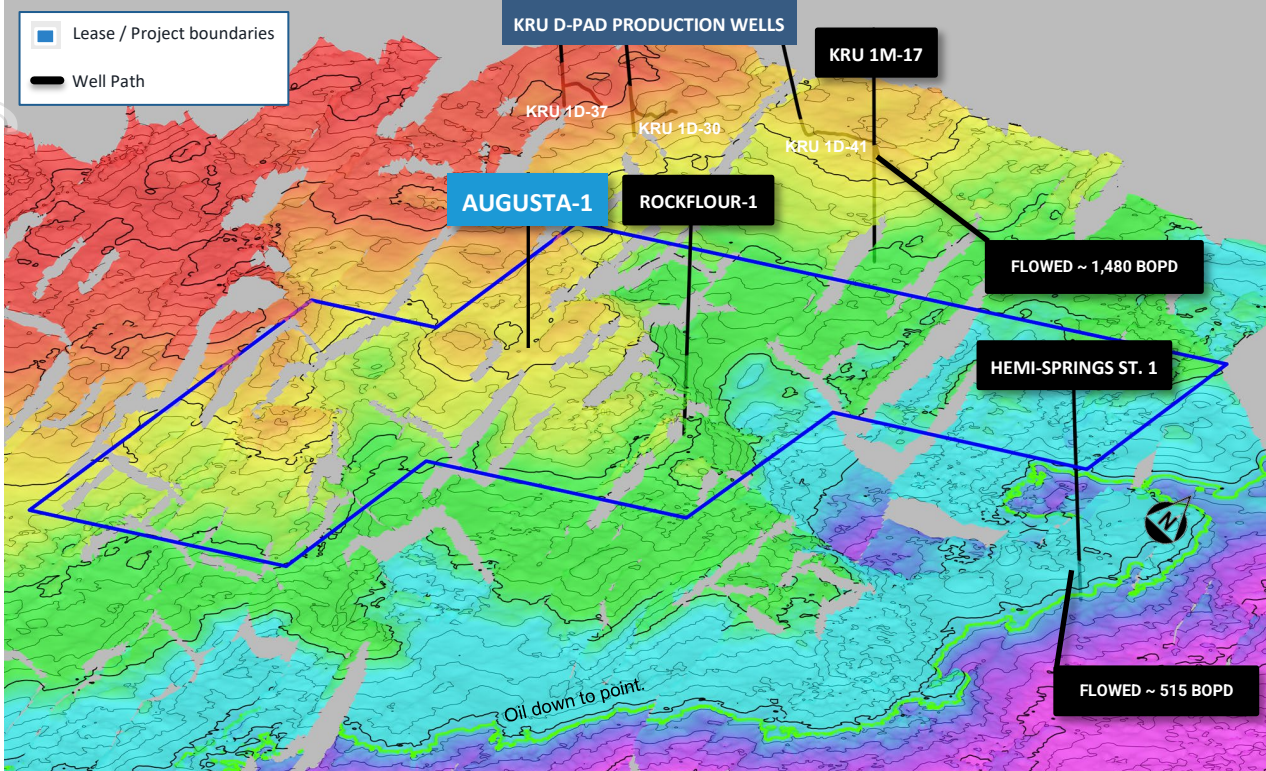 Lease / Project boundaries
Well Path
KRU D-PAD PRODUCTION WELLS
KRU 1M-17
KRU 1D-37
KRU 1D-30
KRU 1D-41
AUGUSTA-1
ROCKFLOUR-1
FLOWED ~ 1,480 BOPD
HEMI-SPRINGS ST. 1
N
Oil down to point.
FLOWED ~ 515 BOPD